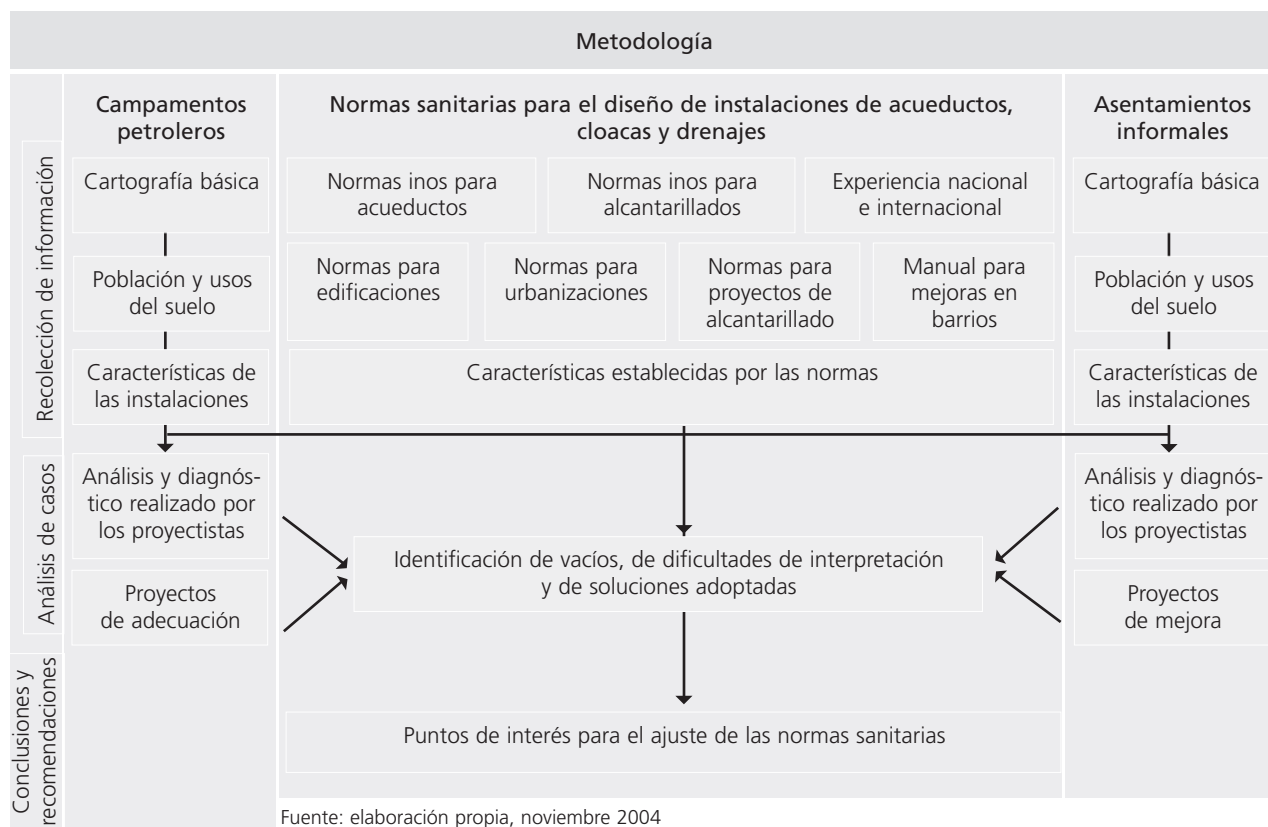 Metodología
Recolección de información
Análisis de casos
Conclusiones y
recomendaciones
Campamentos
petroleros
Cartografía básica
Población y usos
del suelo
Características de
las instalaciones
Análisis y diagnós-
tico realizado por
los proyectistas
Proyectos
de adecuación
Normas sanitarias para el diseño de instalaciones de acueductos,
cloacas y drenajes
Normas inos para
acueductos
Normas inos para
alcantarillados
Experiencia nacional
e internacional
Normas para
edificaciones
Normas para
urbanizaciones
Normas para
proyectos de
alcantarillado
Manual para
mejoras en
barrios
Características establecidas por las normas
Identificación de vacíos, de dificultades de interpretación
y de soluciones adoptadas
Puntos de interés para el ajuste de las normas sanitarias
Asentamientos
informales
Cartografía básica
Población y usos
del suelo
Características de
las instalaciones
Análisis y diagnós-
tico realizado por
los proyectistas
Proyectos
de mejora
Fuente: elaboración propia, noviembre 2004